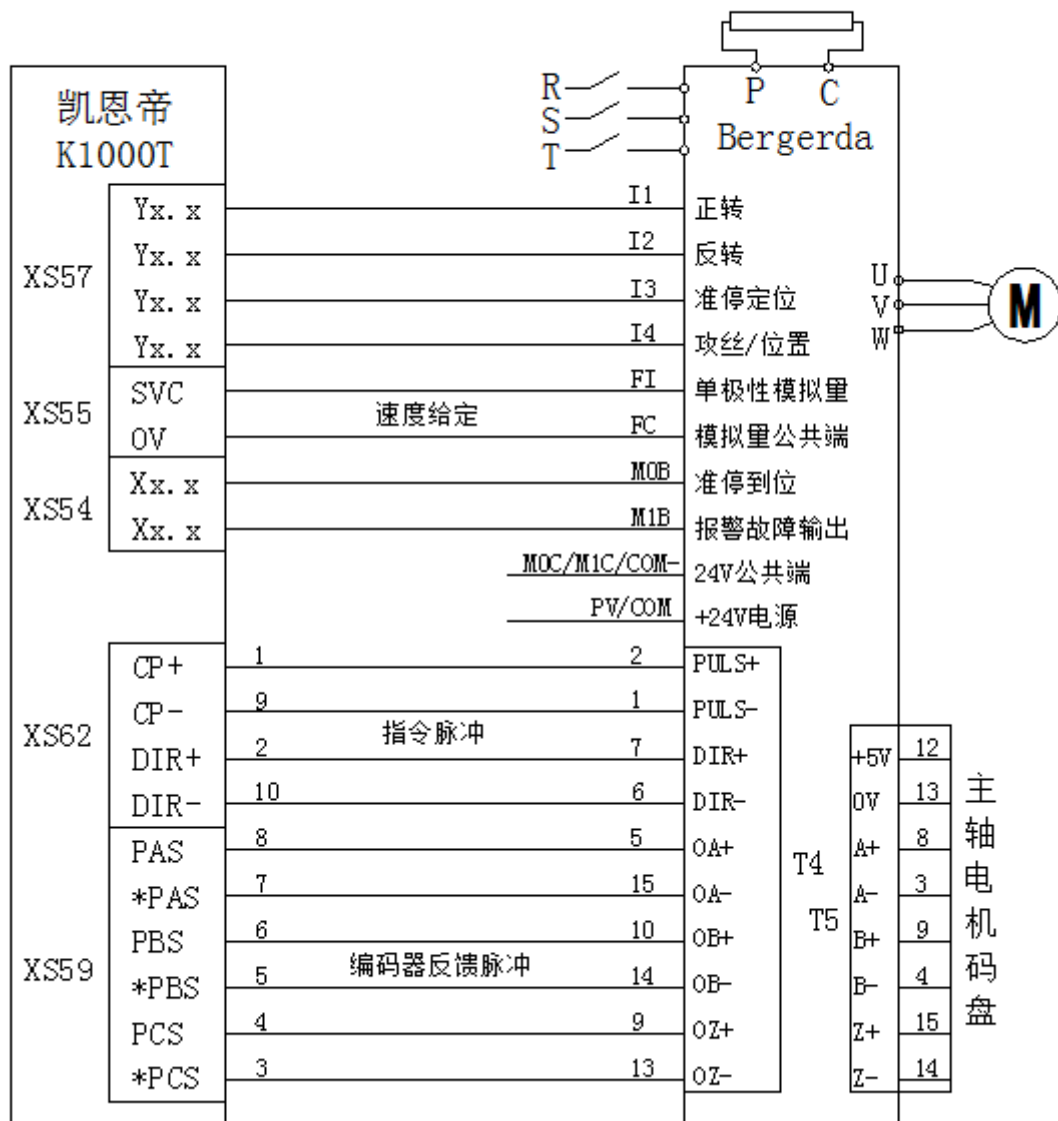 凯恩帝
K1000T
R
S
T
P C
Bergerda
XS57
Yx. x I1 正转
Yx. x I2 反转
Yx. x I3 准停定位
Yx. x I4 攻丝/位置
U
V
W
M
XS55
SVC FI 单极性模拟量
速度给定
0V FC 模拟量公共端
XS54
Xx. x M0B 准停到位
Xx. x M1B 报警故障输出
M0C/M1C/COM- 24V公共端
PV/COM +24V电源
XS62
CP+ 1 2 PULS+
CP- 9 1 PULS-
指令脉冲
DIR+ 2 7 DIR+
DIR- 10 6 DIR-
XS59
PAS 8 5 OA+
*PAS 7 15 OA-
PBS 6 10 OB+
编码器反馈脉冲
*PBS 5 14 OB-
PCS 4 9 OZ+
*PCS 3 13 OZ-
T4
T5
+5V 12
0V 13
A+ 8
A- 3
B+ 9
B- 4
Z+ 15
Z- 14
主轴电机码盘